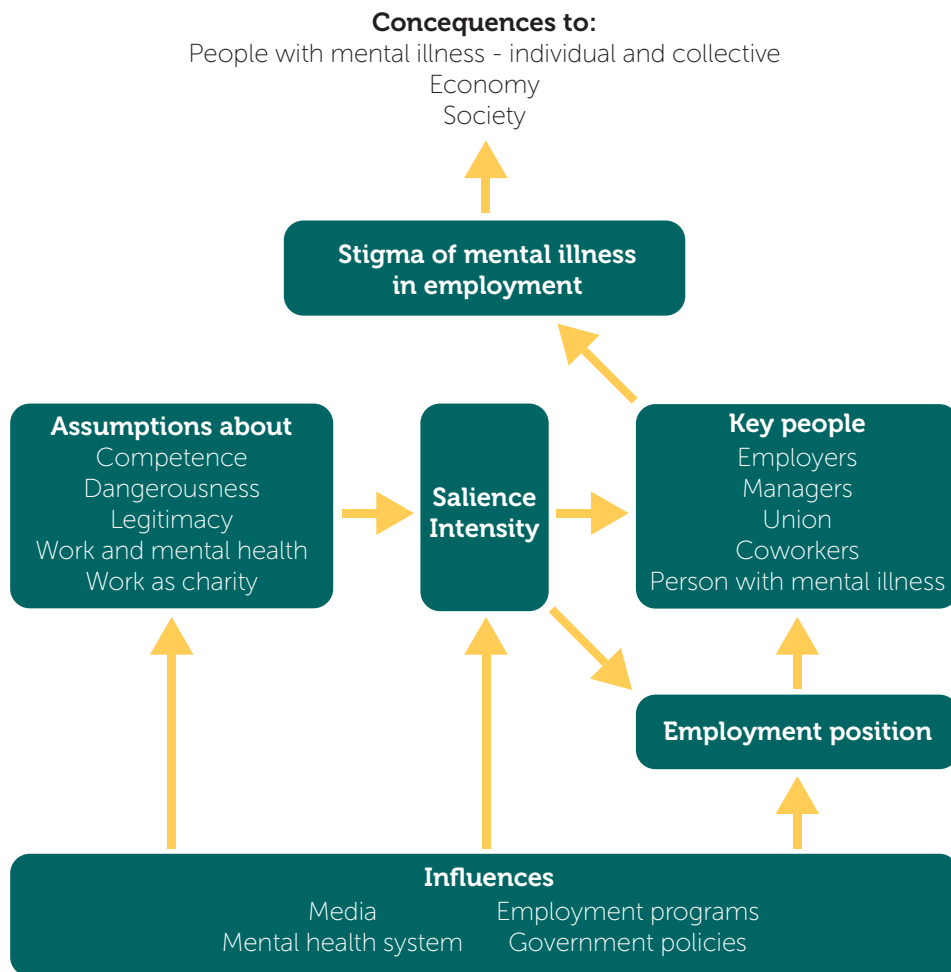 Concequences to:
People with mental illness - individual and collective
Economy
Society
Stigma of mental illness
in employment
Assumptions about
Competence
Dangerousness
Legitimacy
Work and mental health
Work as charity
Salience
Intensity
Key people
Employers
Managers
Union
Coworkers
Person with mental illness
Employment position
Influences
Media
Mental health system
Employment programs
Government policies